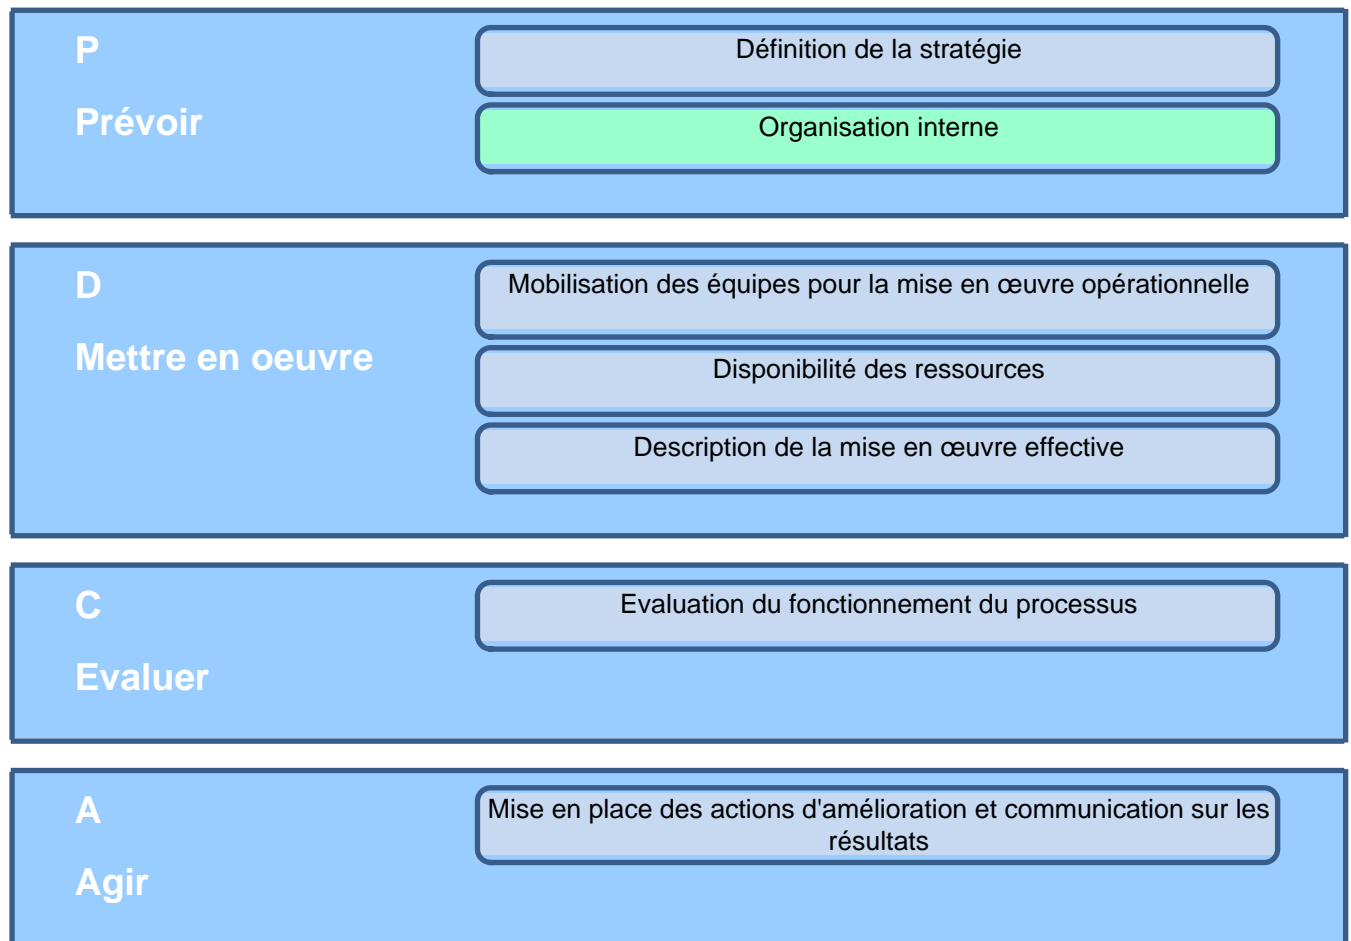 P
Prévoir
Définition de la stratégie
Organisation interne
D
Mettre en oeuvre
Mobilisation des équipes pour la mise en œuvre opérationnelle
Disponibilité des ressources
Description de la mise en œuvre effective
C
Evaluer
Evaluation du fonctionnement du processus
A
Agir
Mise en place des actions d'amélioration et communication sur les
résultats